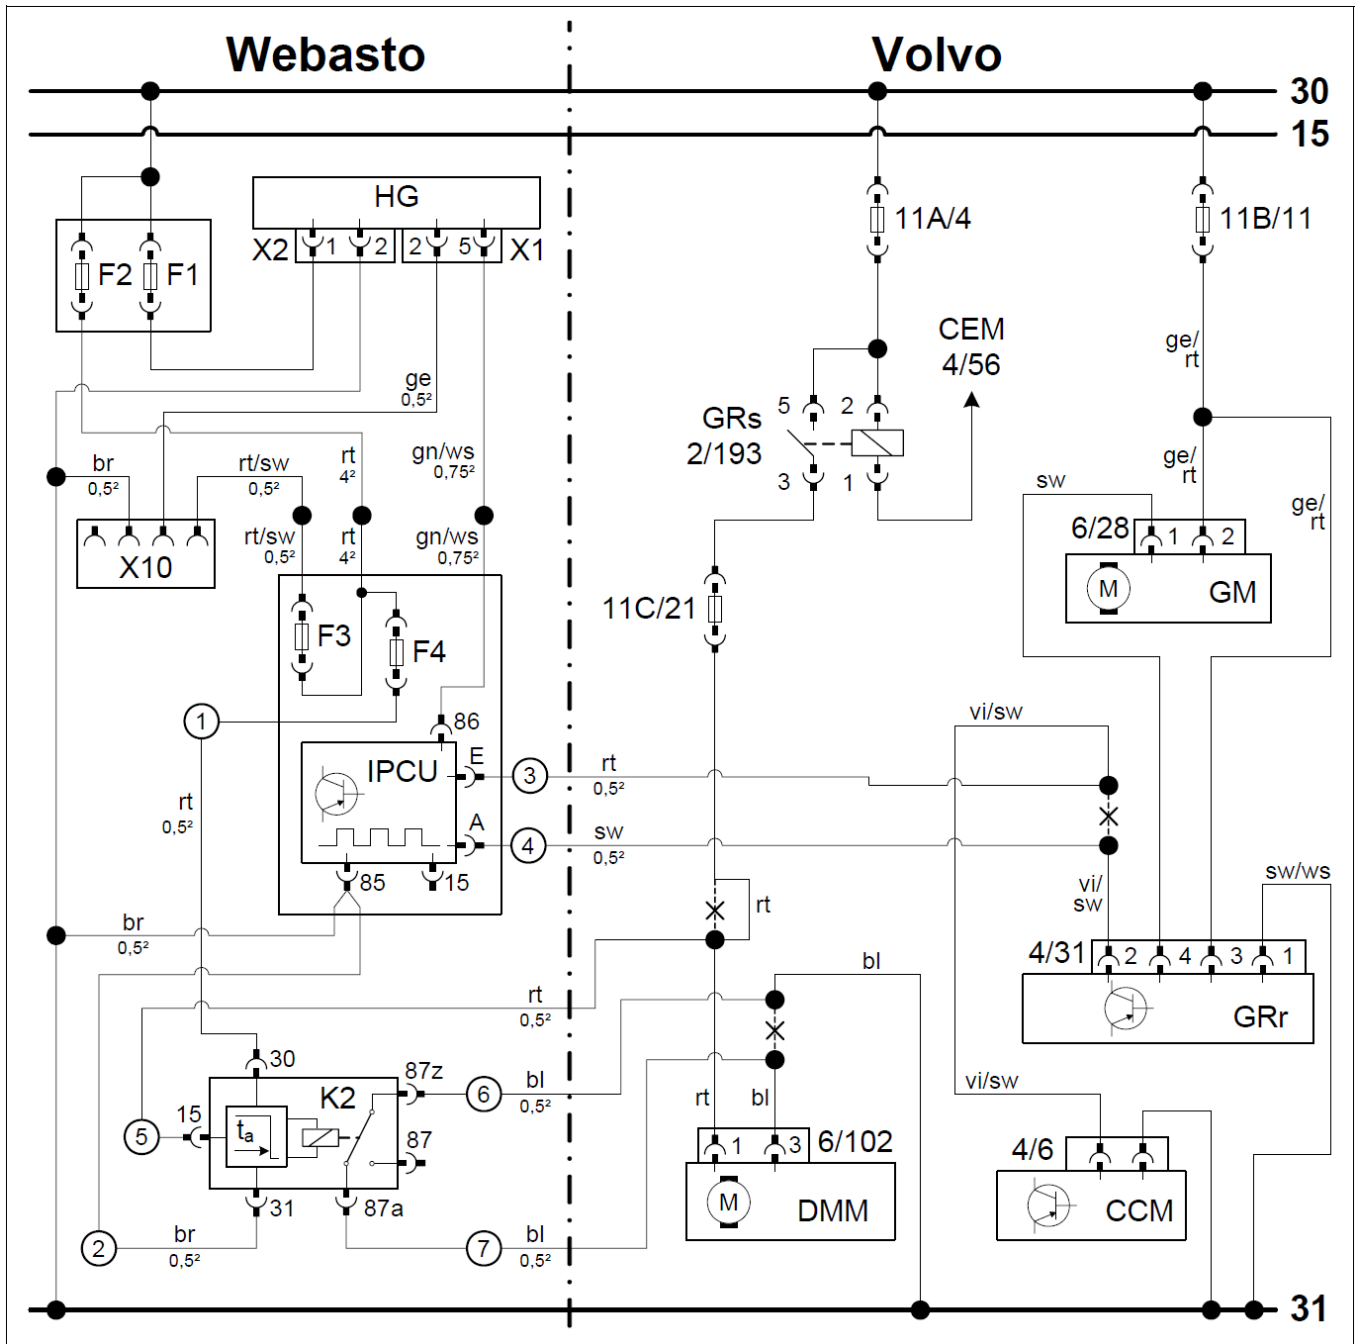 Webasto
Volvo
30
15
HG
X2 1 2 2 5 X1
F2 F1
11A/4
11B/11
CEM
4/56
ge/
rt
ge
0,5²
GRs
2/193
5 2
3 1
br
0,5²
rt/sw
0,5²
rt
4²
gn/ws
0,75²
ge/
rt
sw
ge/
rt
X10
rt/sw
0,5²
rt
4²
gn/ws
0,75²
6/28 1 2
M
GM
F3
F4
11C/21
1
86
vi/sw
IPCU
E
3
rt
0,5²
rt
0,5²
A
4
sw
0,5²
85
15
vi/
sw
sw/ws
rt
br
0,5²
4/31 2 4 3 1
GRr
bl
rt
0,5²
30
K2
87z
6
bl
0,5²
vi/sw
15
5
ta
87
rt
bl
1 3 6/102
M
DMM
4/6
CCM
31
87a
2
br
0,5²
7
bl
0,5²
31